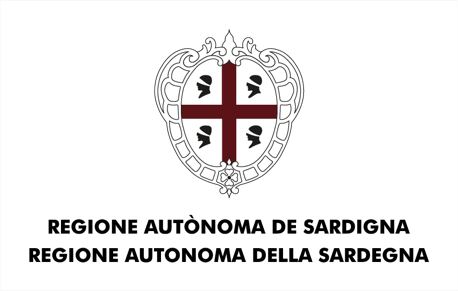 REGIONE AUTÒNOMA DE SARDIGNA
REGIONE AUTONOMA DELLA SARDEGNA